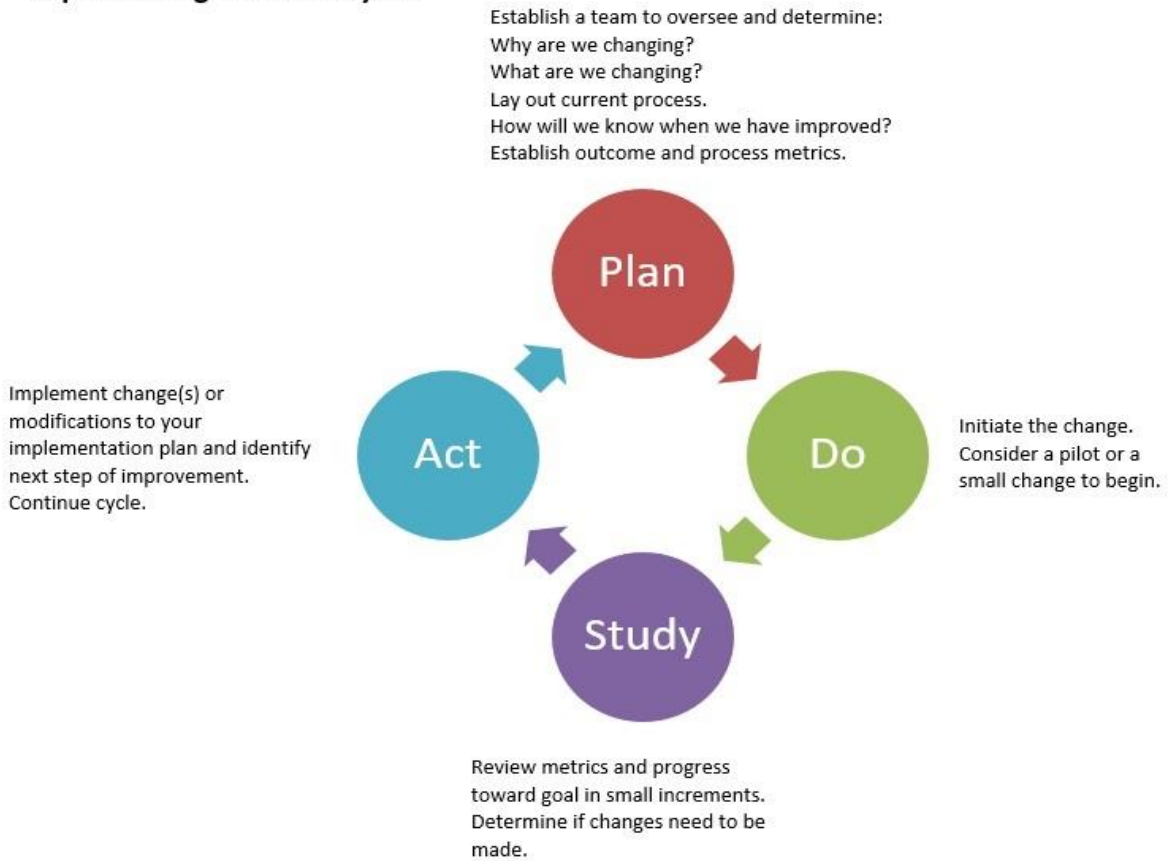 Establish a team to oversee and determine:
Why are we changing?
What are we changing?
Lay out current process.
How will we know when we have improved?
Establish outcome and process metrics.
Plan
Do
Initiate the change.
Consider a pilot or a
small change to begin.
Study
Review metrics and progress
toward goal in small increments.
Determine if changes need to be
made.
Act
Implement change(s) or
modifications to your
implementation plan and identify
next step of improvement.
Continue cycle.